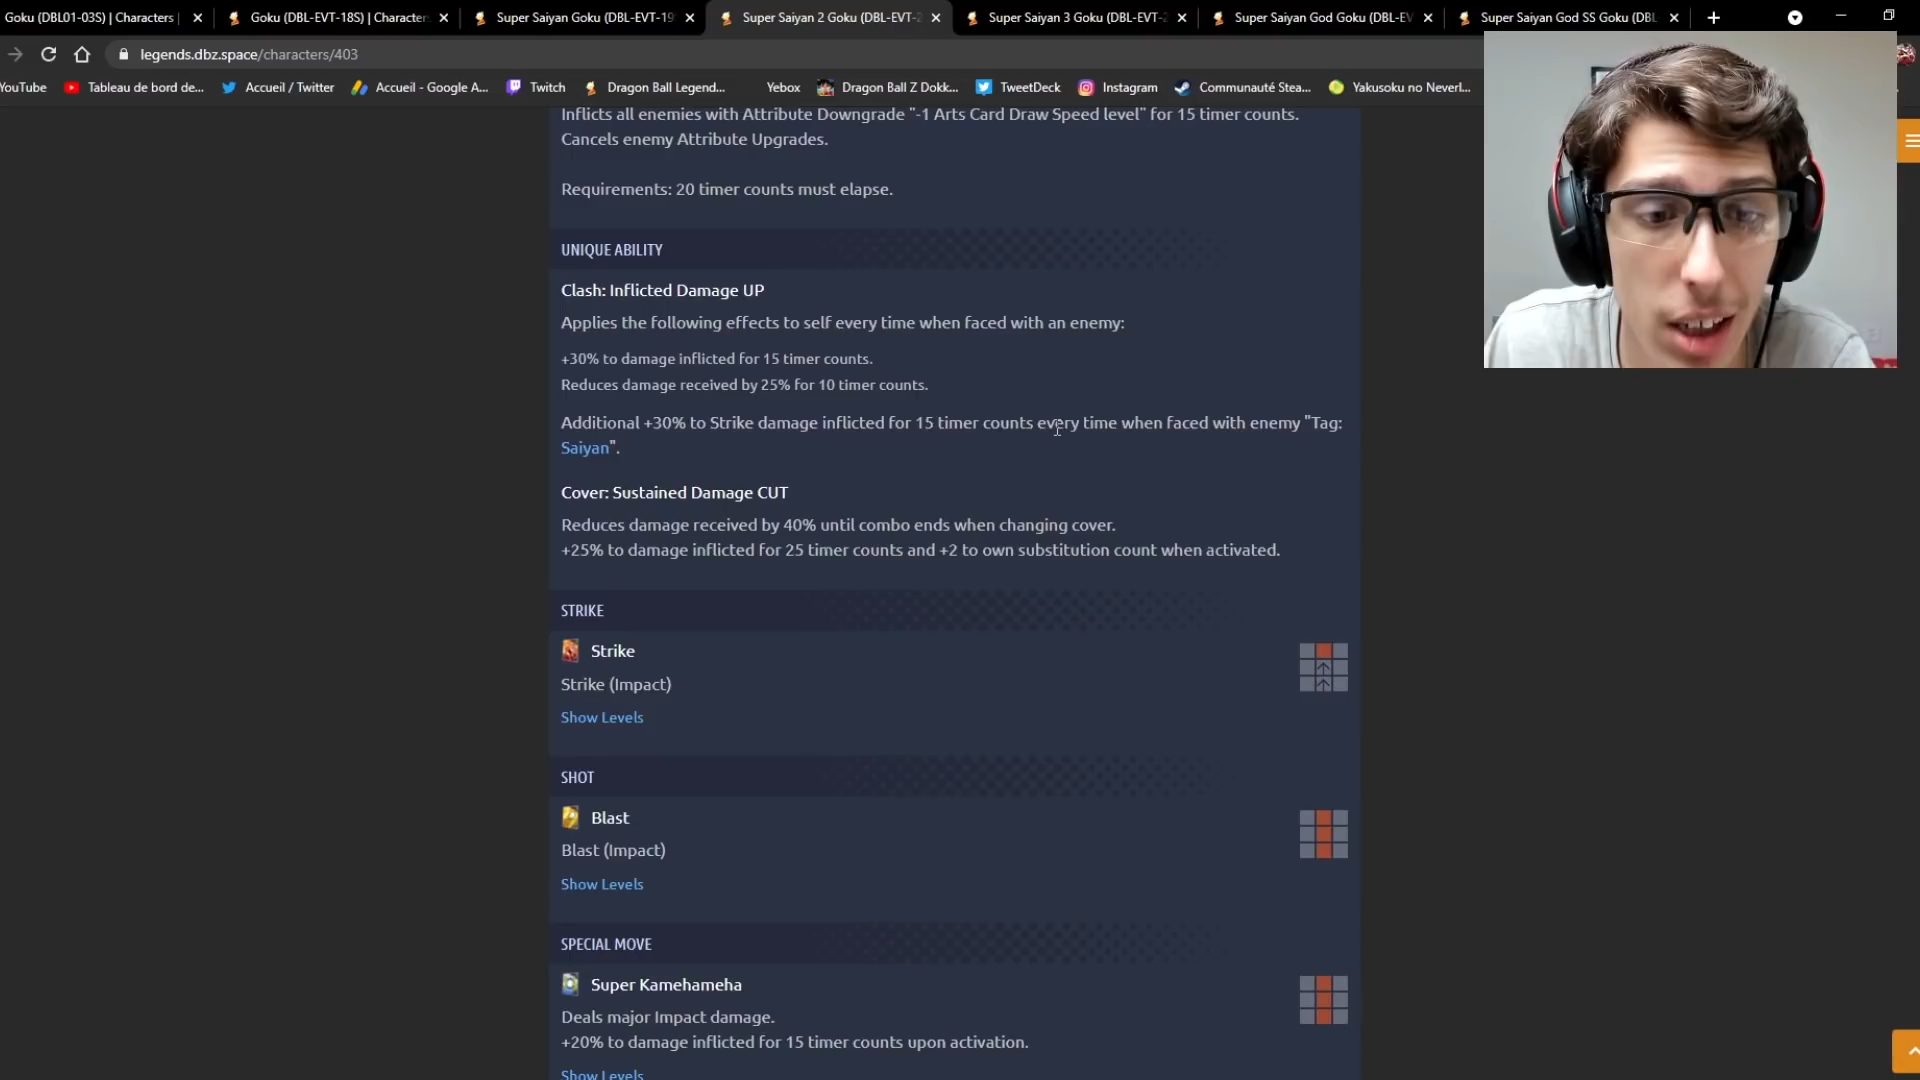 Goku (DBL01-03S) | Characters
Goku (DBL-EVT-18S) | Character
Super Saiyan Goku (DBL-EVT-19
Super Saiyan 2 Goku (DBL-EVT-2
Super Saiyan 3 Goku (DBL-EVT-2
Super Saiyan God Goku (DBL-EV
Super Saiyan God SS Goku (DBL-
legends.dbz.space/characters/403
YouTube
Tableau de bord de...
Accueil / Twitter
Accueil - Google A...
Twitch
Dragon Ball Legend...
Yebox
Dragon Ball Z Dokk...
TweetDeck
Instagram
Communauté Stea...
Yakusoku no Neverl...
Inflicts all enemies with Attribute Downgrade "-1 Arts Card Draw Speed level" for 15 timer counts.
Cancels enemy Attribute Upgrades.
Requirements: 20 timer counts must elapse.
UNIQUE ABILITY
Clash: Inflicted Damage UP
Applies the following effects to self every time when faced with an enemy:
+30% to damage inflicted for 15 timer counts.
Reduces damage received by 25% for 10 timer counts.
Additional +30% to Strike damage inflicted for 15 timer counts every time when faced with enemy "Tag:
Saiyan".
Cover: Sustained Damage CUT
Reduces damage received by 40% until combo ends when changing cover.
+25% to damage inflicted for 25 timer counts and +2 to own substitution count when activated.
STRIKE
Strike
Strike (Impact)
Show Levels
SHOT
Blast
Blast (Impact)
Show Levels
SPECIAL MOVE
Super Kamehameha
Deals major Impact damage.
+20% to damage inflicted for 15 timer counts upon activation.
Show Levels